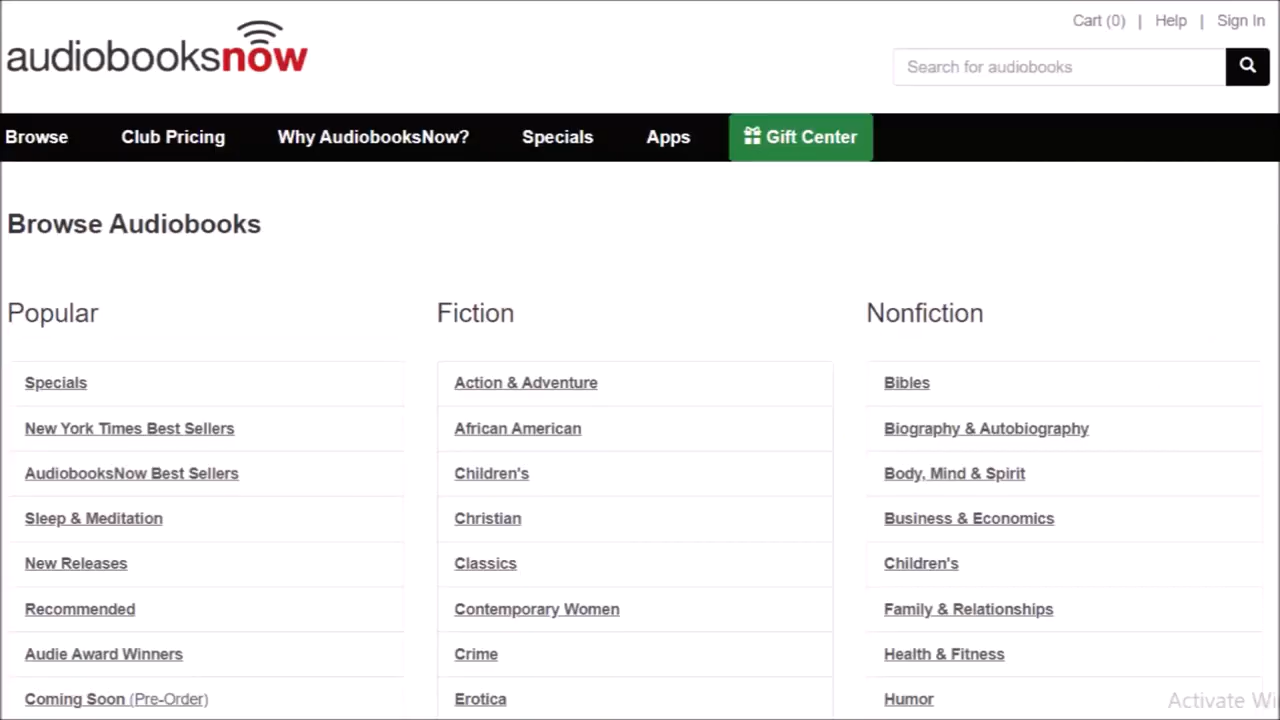 Cart (0) | Help | Sign In
audiobooksnow
Search for audiobooks
Browse Club Pricing Why AudiobooksNow? Specials Apps Gift Center
Browse Audiobooks
Popular
Specials
New York Times Best Sellers
AudiobooksNow Best Sellers
Sleep & Meditation
New Releases
Recommended
Audie Award Winners
Coming Soon (Pre-Order)
Fiction
Action & Adventure
African American
Children's
Christian
Classics
Contemporary Women
Crime
Erotica
Nonfiction
Bibles
Biography & Autobiography
Body, Mind & Spirit
Business & Economics
Children's
Family & Relationships
Health & Fitness
Humor
Activate Wi